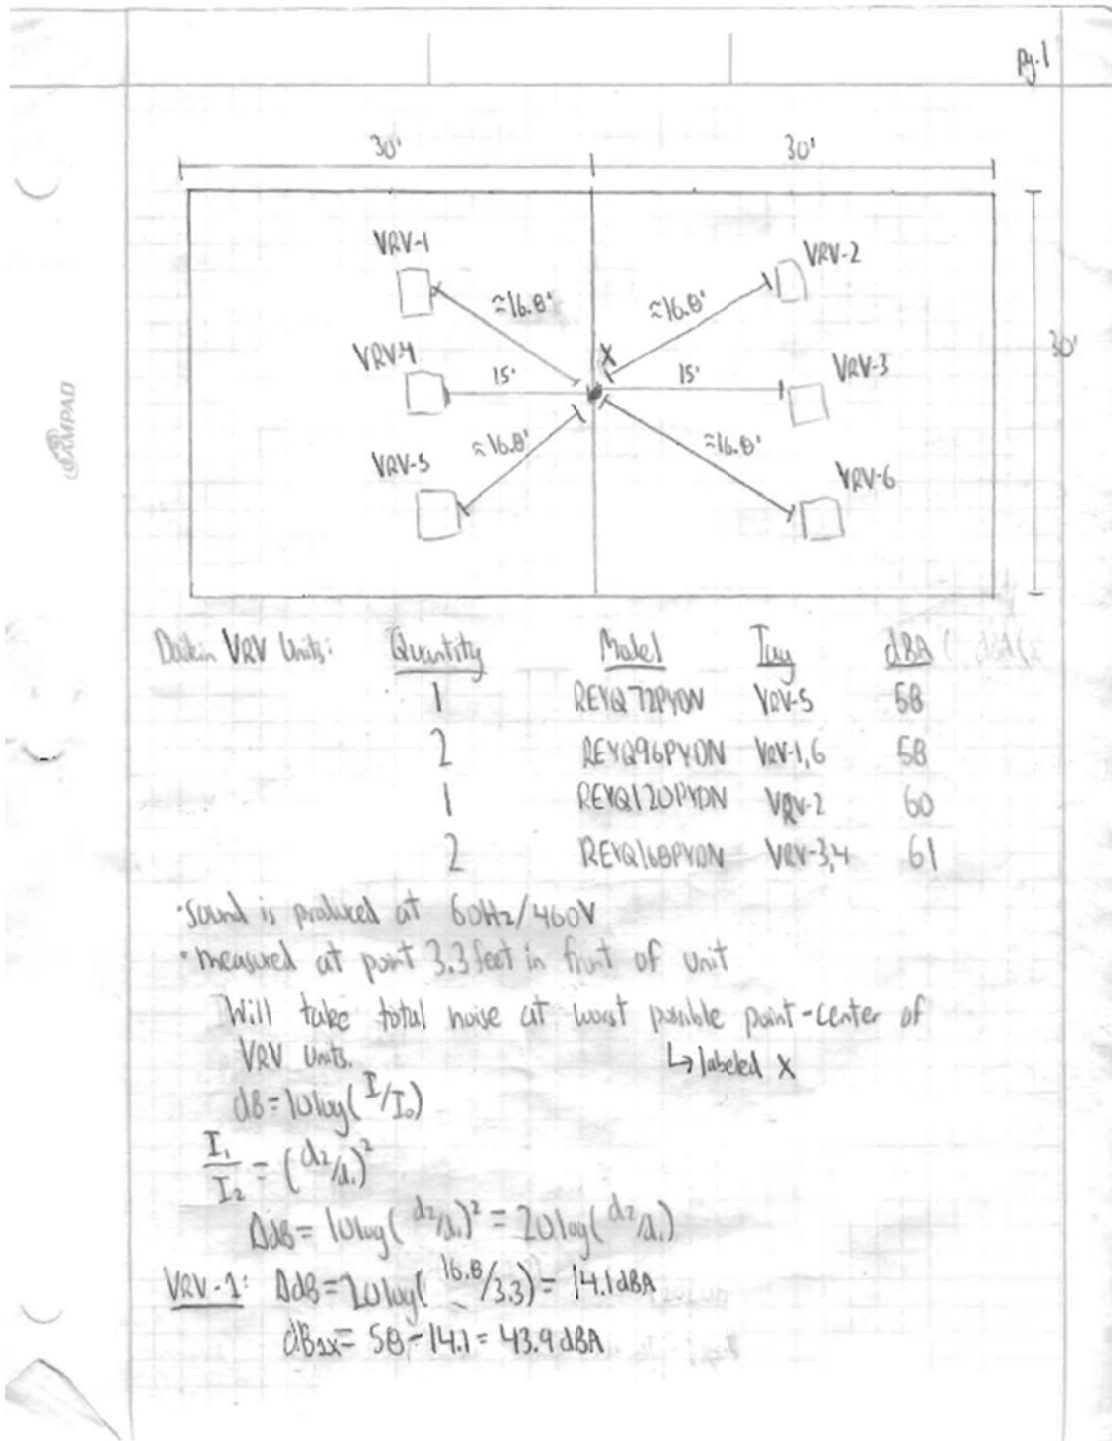 pg.1
30' 30'
VRV-1
VRV-2
≈16.8' ≈16.8'
X
30'
VRV-4
VRV-3
15' 15'
≈16.8' ≈16.8'
VRV-5
VRV-6
AMPAD
Daikin VRV Units: Quantity Model Tag dBA
1 REYQ72PYDN VRV-5 58
2 REYQ96PYDN VRV-1,6 58
1 REYQ120PYDN VRV-2 60
2 REYQ168PYDN VRV-3,4 61
·sound is produced at 60Hz/460V
·measured at point 3.3 feet in front of unit
Will take total noise at worst possible point-center of
VRV units. ↳ labeled X
dB=10log(I/I₀)
I₁/I₂ = (d₂/d₁)²
ΔdB= 10log(d₂/d₁)² = 20log(d₂/d₁)
VRV-1: ΔdB=20log(16.8/3.3)= 14.1dBA
dB1x= 58-14.1= 43.9dBA